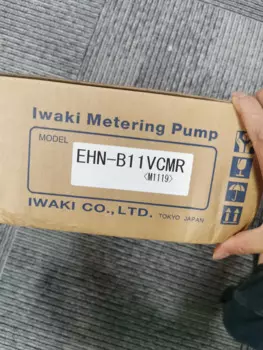 Iwaki Metering Pump
MODEL
EHN-B11VCMR
<M1119>
IWAKI CO., LTD. TOKYO JAPAN